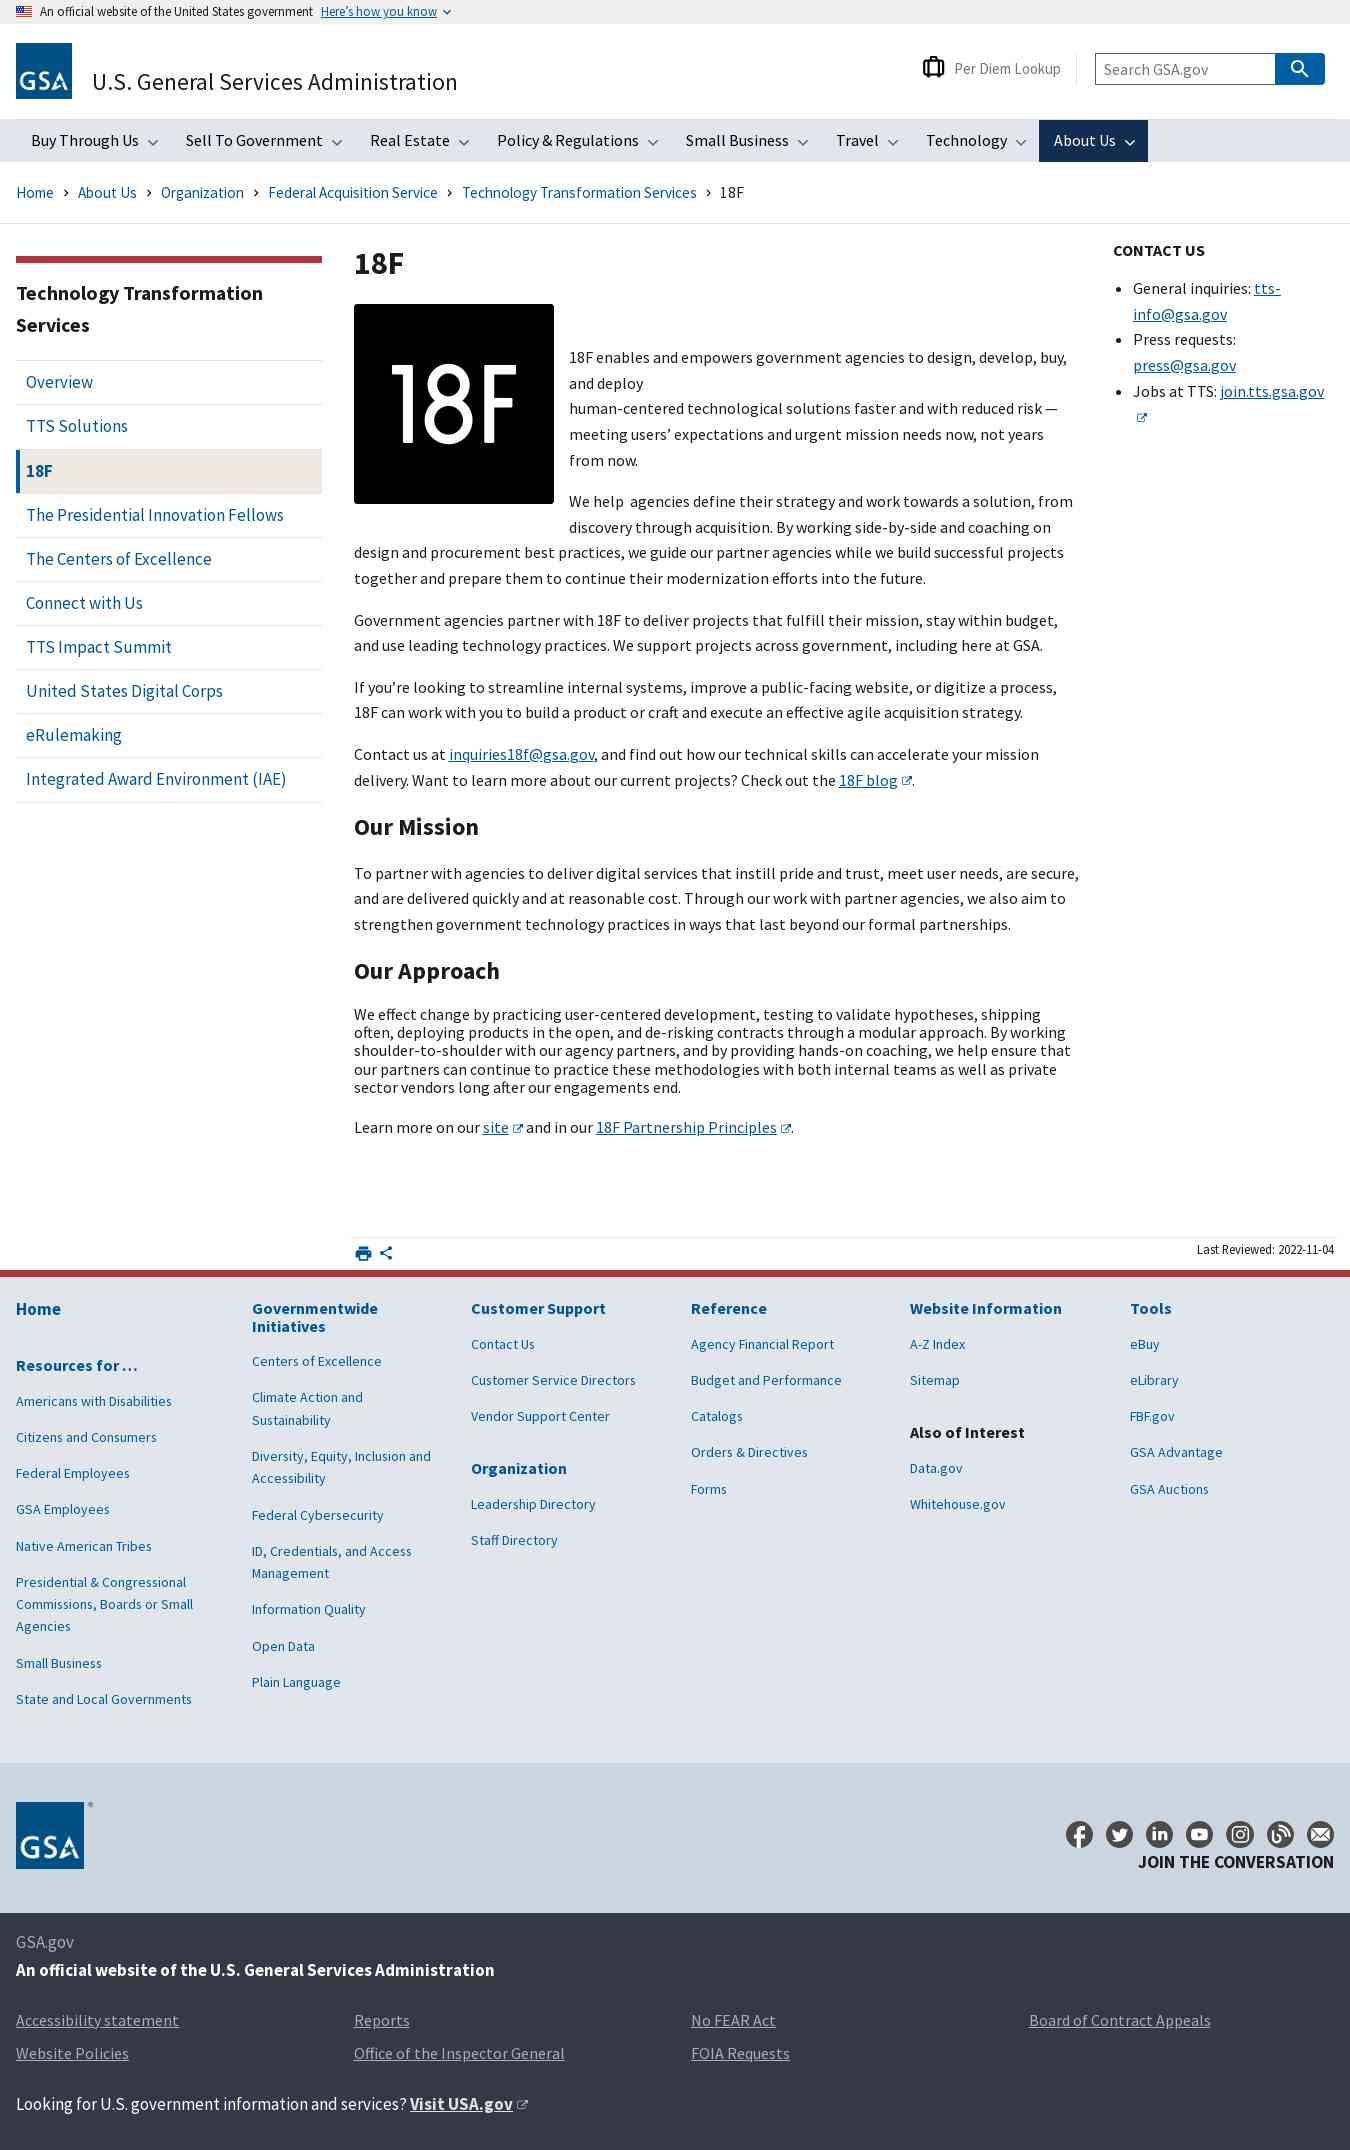 An official website of the United States government Here's how you know
GSA
U.S. General Services Administration
Per Diem Lookup
Search GSA.gov
Buy Through Us
Sell To Government
Real Estate
Policy & Regulations
Small Business
Travel
Technology
About Us
Home
About Us
Organization
Federal Acquisition Service
Technology Transformation Services
18F
Technology Transformation
Services
Overview
TTS Solutions
18F
The Presidential Innovation Fellows
The Centers of Excellence
Connect with Us
TTS Impact Summit
United States Digital Corps
eRulemaking
Integrated Award Environment (IAE)
18F
18F
18F enables and empowers government agencies to design, develop, buy,
and deploy
human-centered technological solutions faster and with reduced risk —
meeting users’ expectations and urgent mission needs now, not years
from now.
We help  agencies define their strategy and work towards a solution, from
discovery through acquisition. By working side-by-side and coaching on
design and procurement best practices, we guide our partner agencies while we build successful projects
together and prepare them to continue their modernization efforts into the future.
Government agencies partner with 18F to deliver projects that fulfill their mission, stay within budget,
and use leading technology practices. We support projects across government, including here at GSA.
If you’re looking to streamline internal systems, improve a public-facing website, or digitize a process,
18F can work with you to build a product or craft and execute an effective agile acquisition strategy.
Contact us at inquiries18f@gsa.gov, and find out how our technical skills can accelerate your mission
delivery. Want to learn more about our current projects? Check out the 18F blog.
Our Mission
To partner with agencies to deliver digital services that instill pride and trust, meet user needs, are secure,
and are delivered quickly and at reasonable cost. Through our work with partner agencies, we also aim to
strengthen government technology practices in ways that last beyond our formal partnerships.
Our Approach
We effect change by practicing user-centered development, testing to validate hypotheses, shipping
often, deploying products in the open, and de-risking contracts through a modular approach. By working
shoulder-to-shoulder with our agency partners, and by providing hands-on coaching, we help ensure that
our partners can continue to practice these methodologies with both internal teams as well as private
sector vendors long after our engagements end.
Learn more on our site and in our 18F Partnership Principles.
CONTACT US
General inquiries: tts-
info@gsa.gov
Press requests:
press@gsa.gov
Jobs at TTS: join.tts.gsa.gov
Last Reviewed: 2022-11-04
Home
Resources for …
Americans with Disabilities
Citizens and Consumers
Federal Employees
GSA Employees
Native American Tribes
Presidential & Congressional
Commissions, Boards or Small
Agencies
Small Business
State and Local Governments
Governmentwide
Initiatives
Centers of Excellence
Climate Action and
Sustainability
Diversity, Equity, Inclusion and
Accessibility
Federal Cybersecurity
ID, Credentials, and Access
Management
Information Quality
Open Data
Plain Language
Customer Support
Contact Us
Customer Service Directors
Vendor Support Center
Organization
Leadership Directory
Staff Directory
Reference
Agency Financial Report
Budget and Performance
Catalogs
Orders & Directives
Forms
Website Information
A-Z Index
Sitemap
Also of Interest
Data.gov
Whitehouse.gov
Tools
eBuy
eLibrary
FBF.gov
GSA Advantage
GSA Auctions
GSA
JOIN THE CONVERSATION
GSA.gov
An official website of the U.S. General Services Administration
Accessibility statement
Reports
No FEAR Act
Board of Contract Appeals
Website Policies
Office of the Inspector General
FOIA Requests
Looking for U.S. government information and services? Visit USA.gov